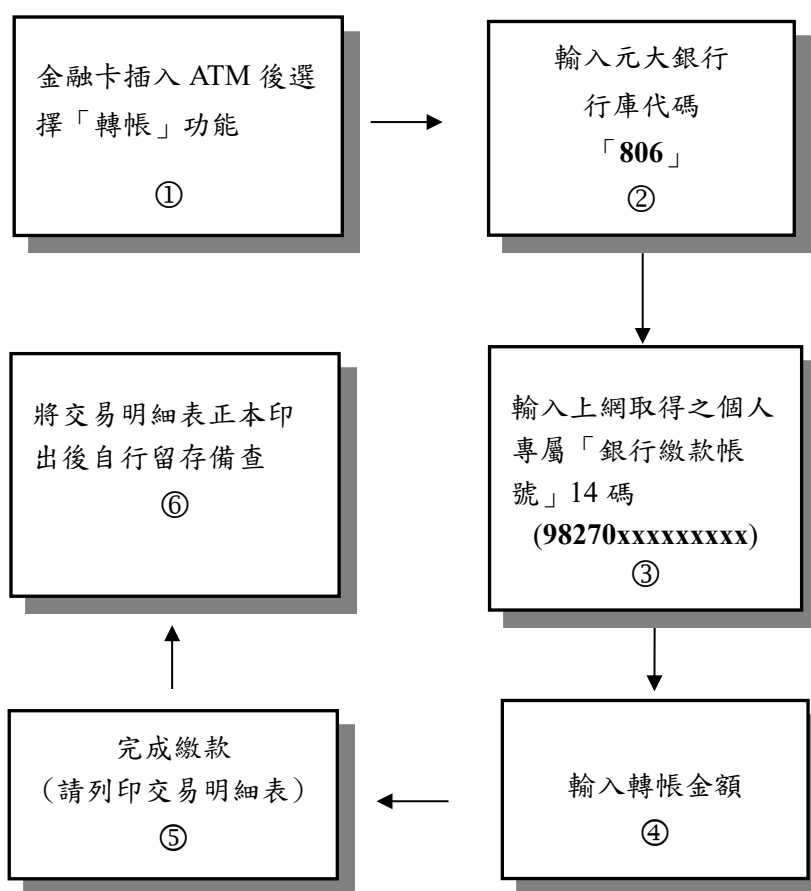 金融卡插入 ATM 後選
擇「轉帳」功能
①
輸入元大銀行
行庫代碼
「806」
②
輸入上網取得之個人
專屬「銀行繳款帳
號」14 碼
(98270xxxxxxxxx)
③
輸入轉帳金額
④
完成繳款
（請列印交易明細表）
⑤
將交易明細表正本印
出後自行留存備查
⑥